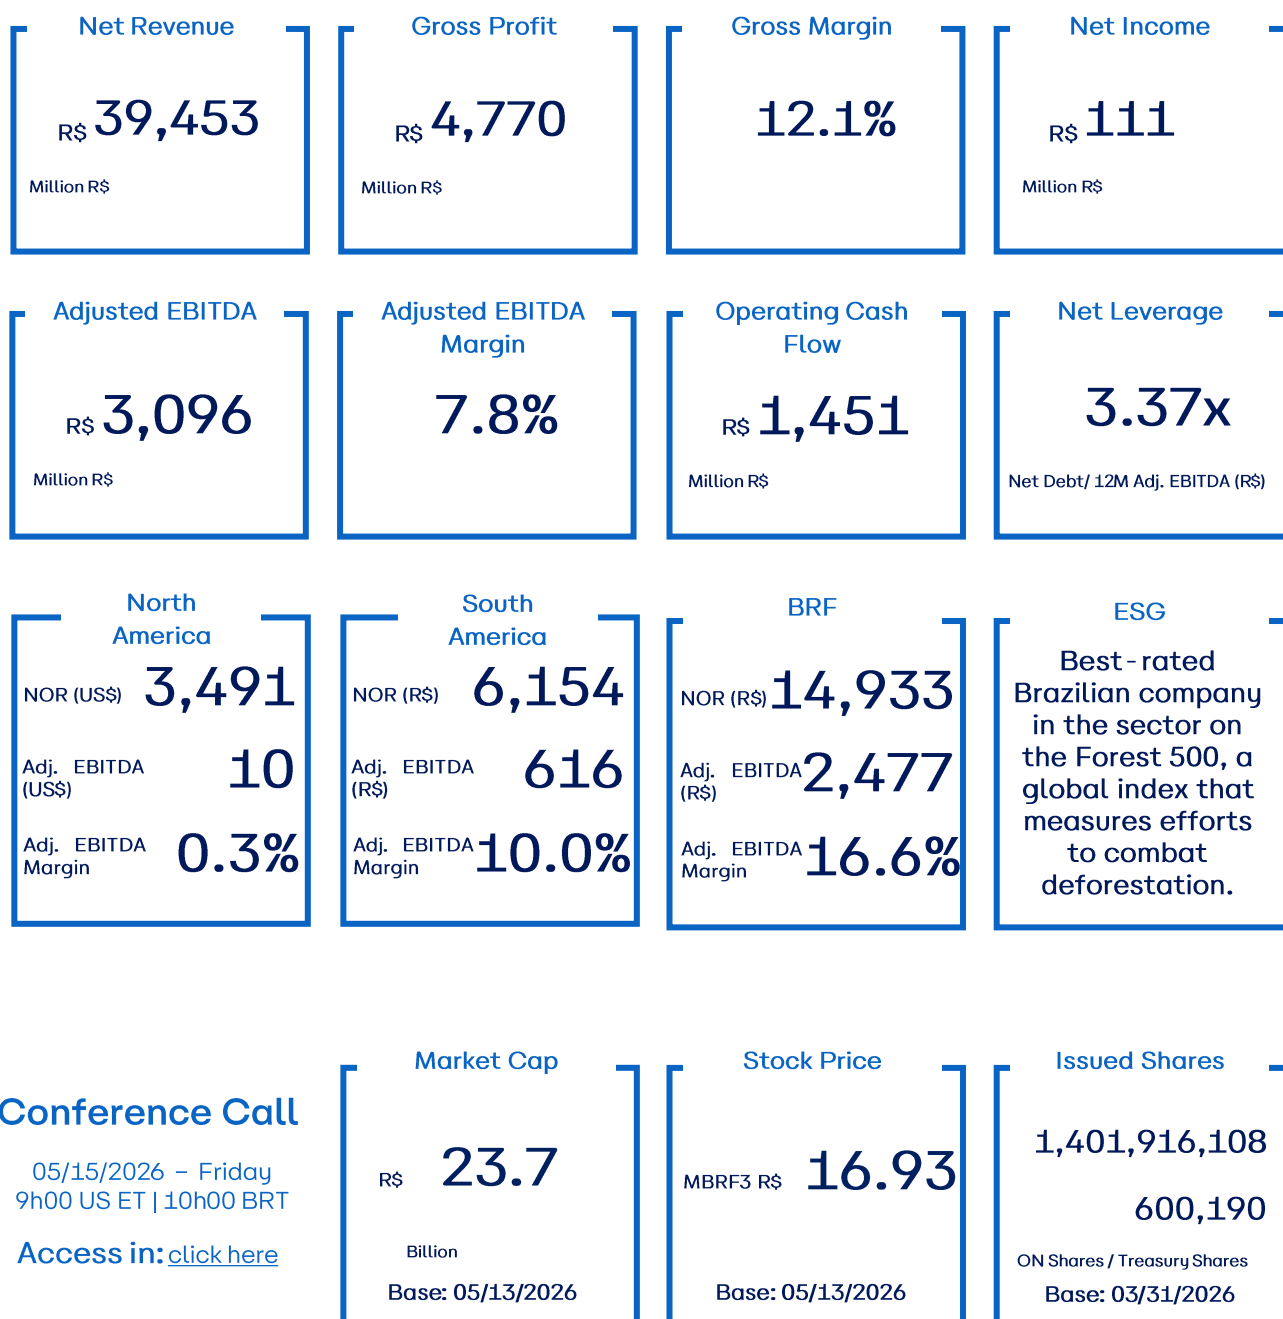 Net Revenue
R$ 39,453
Million R$
Gross Profit
R$ 4,770
Million R$
Gross Margin
12.1%
Net Income
R$ 111
Million R$
Adjusted EBITDA
R$ 3,096
Million R$
Adjusted EBITDA
Margin
7.8%
Operating Cash
Flow
R$ 1,451
Million R$
Net Leverage
3.37x
Net Debt/ 12M Adj. EBITDA (R$)
North
America
NOR (US$) 3,491
Adj. EBITDA
(US$) 10
Adj. EBITDA
Margin 0.3%
South
America
NOR (R$) 6,154
Adj. EBITDA
(R$) 616
Adj. EBITDA
Margin 10.0%
BRF
NOR (R$) 14,933
Adj. EBITDA
(R$) 2,477
Adj. EBITDA
Margin 16.6%
ESG
Best-rated
Brazilian company
in the sector on
the Forest 500, a
global index that
measures efforts
to combat
deforestation.
Conference Call
05/15/2026 – Friday
9h00 US ET | 10h00 BRT
Access in: click here
Market Cap
R$ 23.7
Billion
Base: 05/13/2026
Stock Price
MBRF3 R$ 16.93
Base: 05/13/2026
Issued Shares
1,401,916,108
600,190
ON Shares / Treasury Shares
Base: 03/31/2026